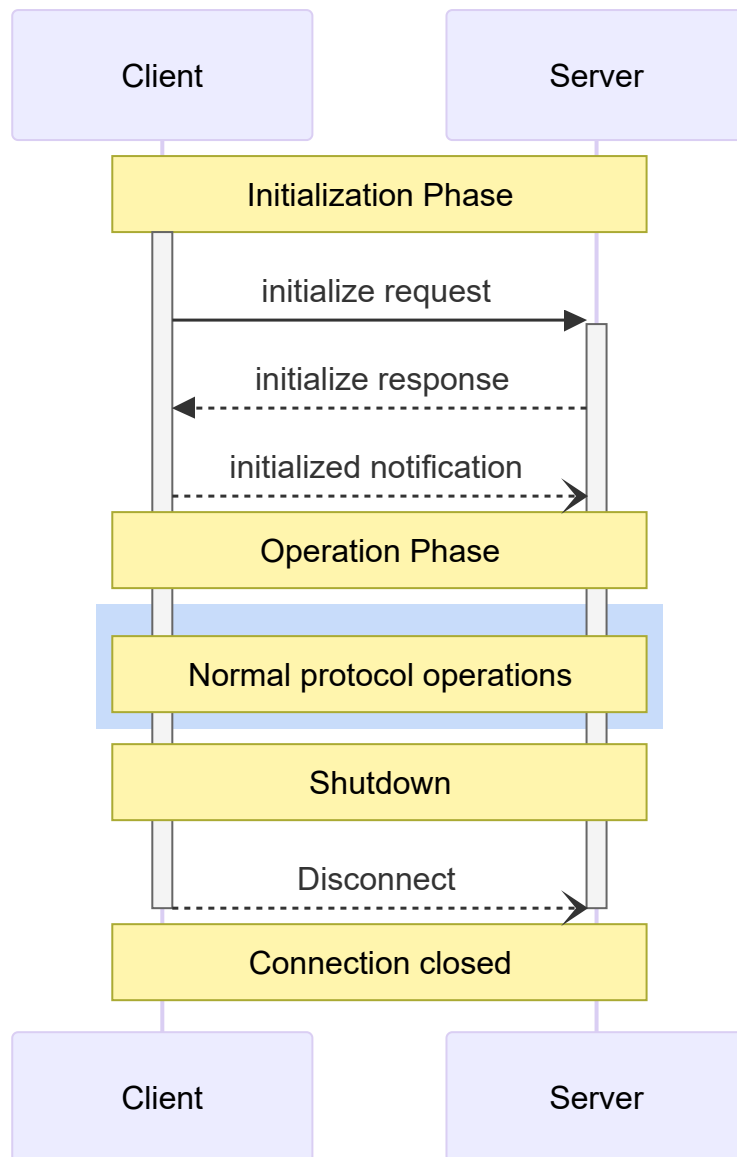 Client
Server
Initialization Phase
initialize request
initialize response
initialized notification
Operation Phase
Normal protocol operations
Shutdown
Disconnect
Connection closed
Client
Server